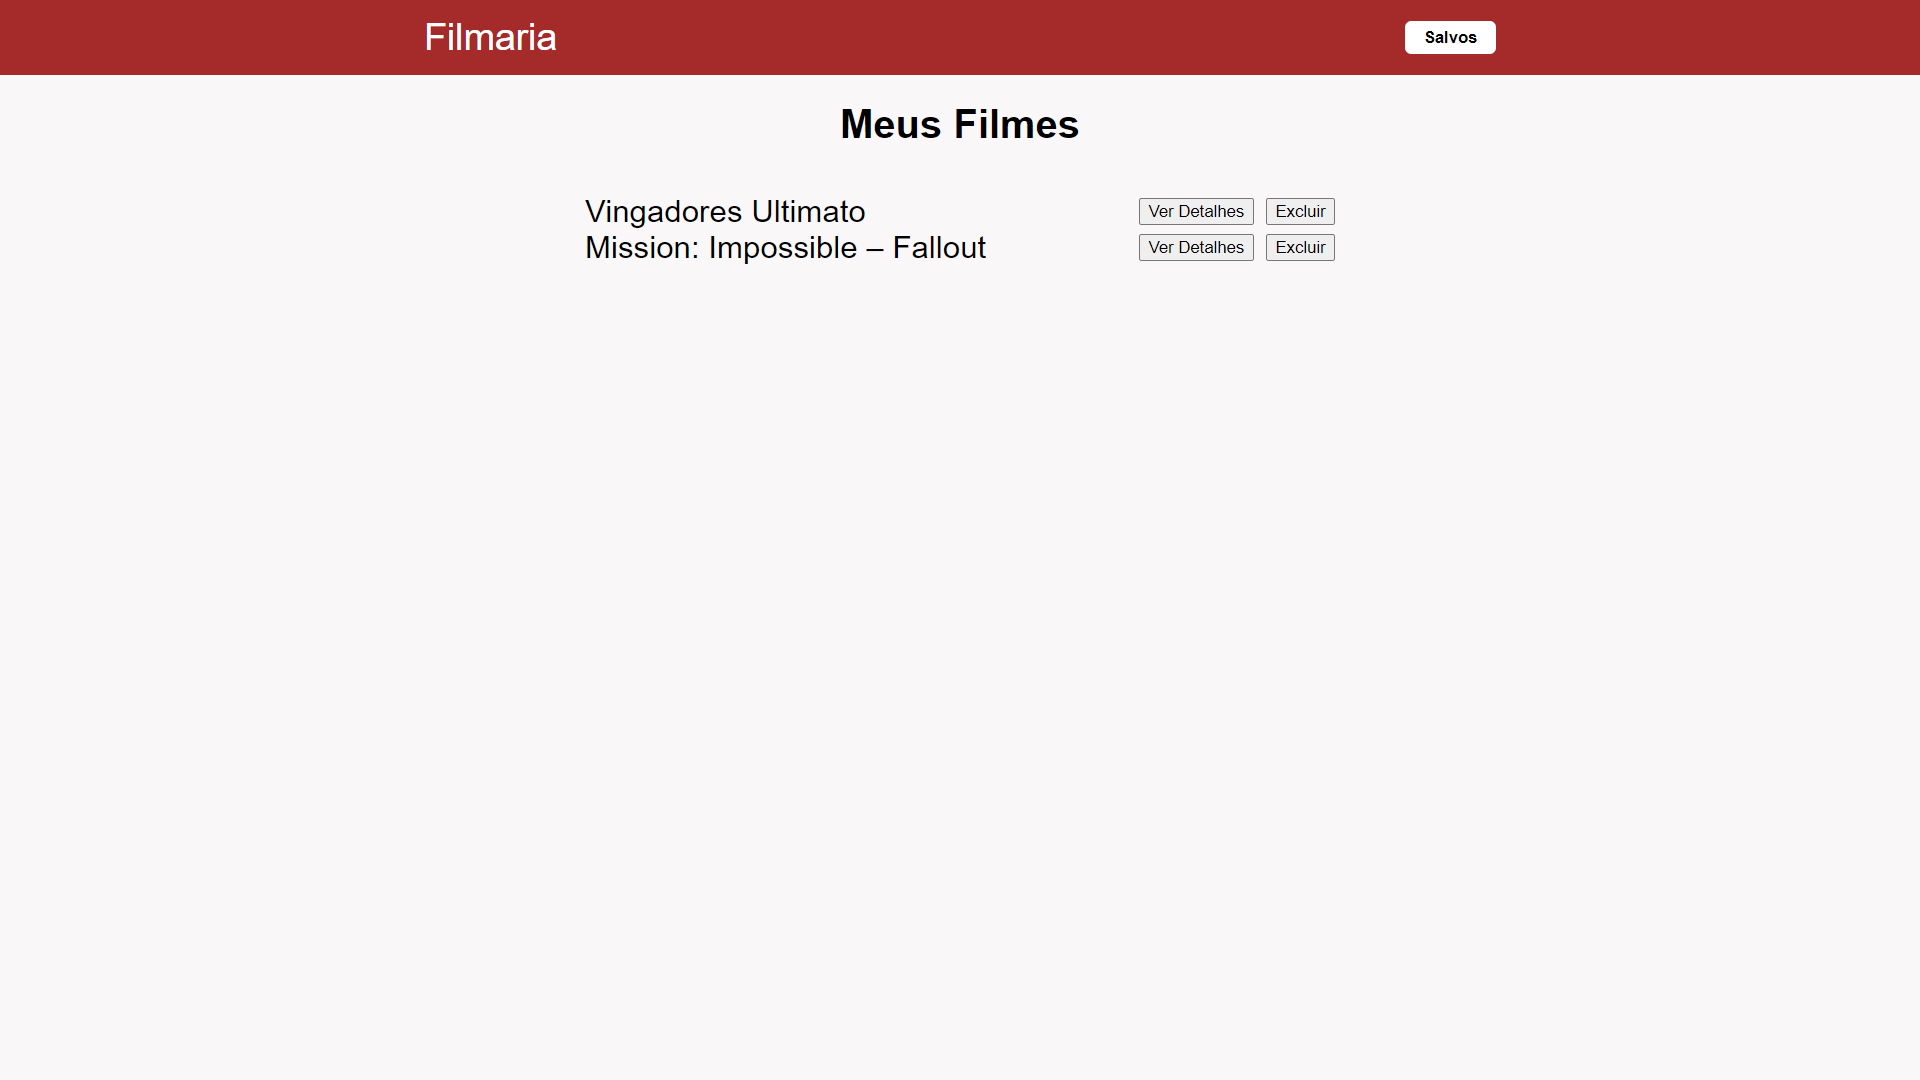 Filmaria Salvos
Meus Filmes
Vingadores Ultimato Ver Detalhes Excluir
Mission: Impossible – Fallout Ver Detalhes Excluir